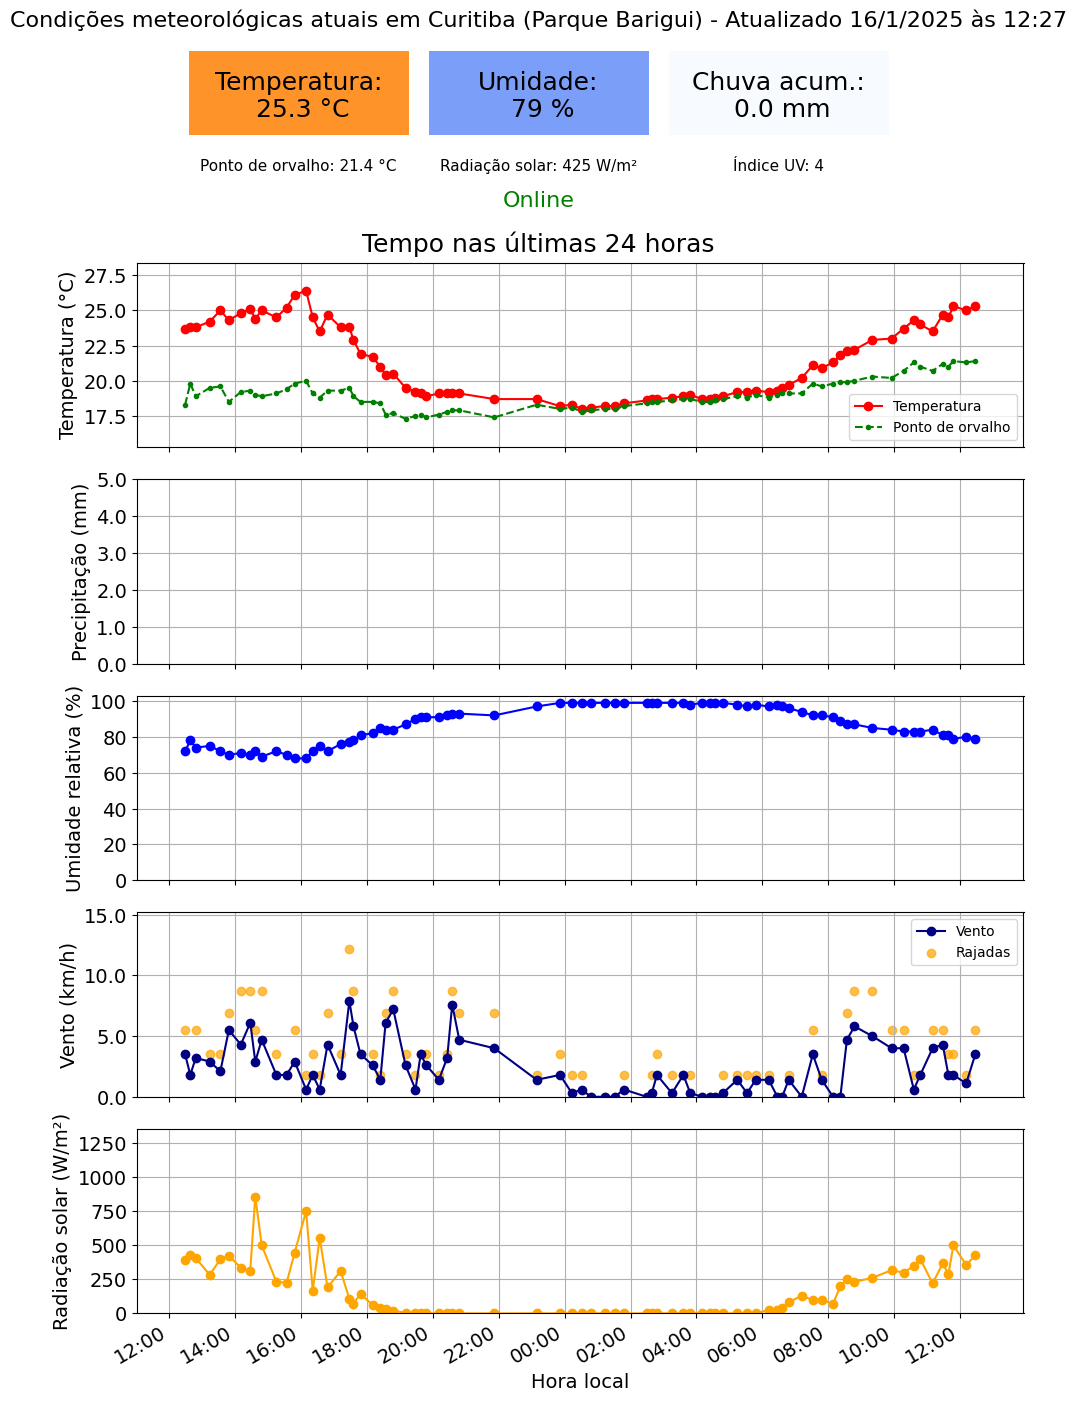 Condições meteorológicas atuais em Curitiba (Parque Barigui) - Atualizado 16/1/2025 às 12:27
Temperatura:
25.3 °C
Umidade:
79 %
Chuva acum.:
0.0 mm
Ponto de orvalho: 21.4 °C
Radiação solar: 425 W/m²
Índice UV: 4
Online
Tempo nas últimas 24 horas
Temperatura (°C)
27.5
25.0
22.5
20.0
17.5
Temperatura
Ponto de orvalho
Precipitação (mm)
5.0
4.0
3.0
2.0
1.0
0.0
Umidade relativa (%)
100
80
60
40
20
0
Vento (km/h)
15.0
10.0
5.0
0.0
Vento
Rajadas
Radiação solar (W/m²)
1250
1000
750
500
250
0
12:00 14:00 16:00 18:00 20:00 22:00 00:00 02:00 04:00 06:00 08:00 10:00 12:00
Hora local